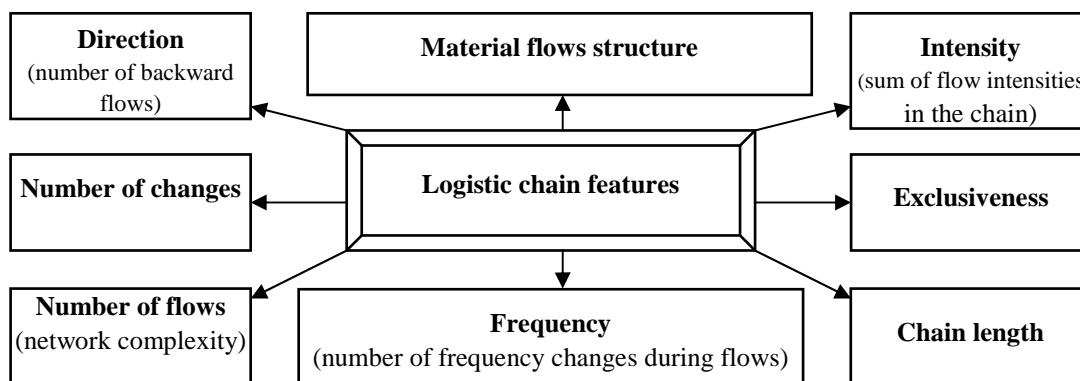 Direction
(number of backward
flows)
Material flows structure
Intensity
(sum of flow intensities
in the chain)
Number of changes
Logistic chain features
Exclusiveness
Number of flows
(network complexity)
Frequency
(number of frequency changes during flows)
Chain length